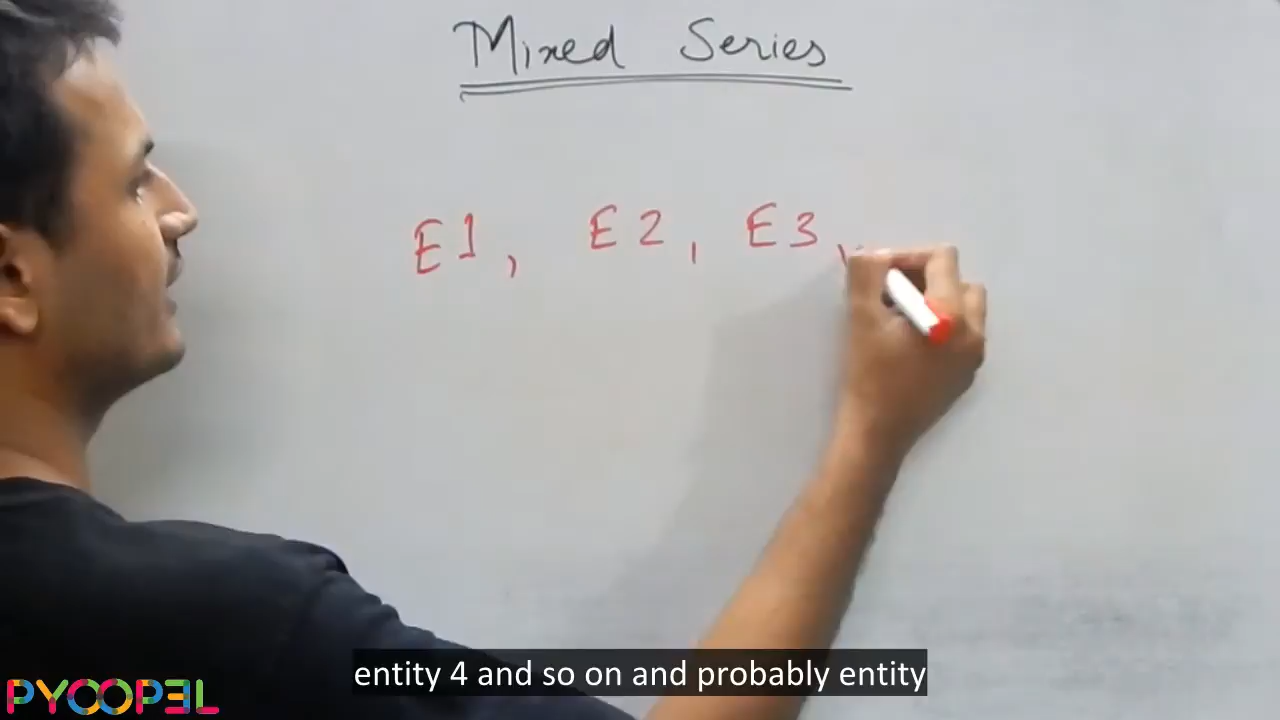 Mixed Series
E1, E2, E3,
entity 4 and so on and probably entity
PYOOPEL